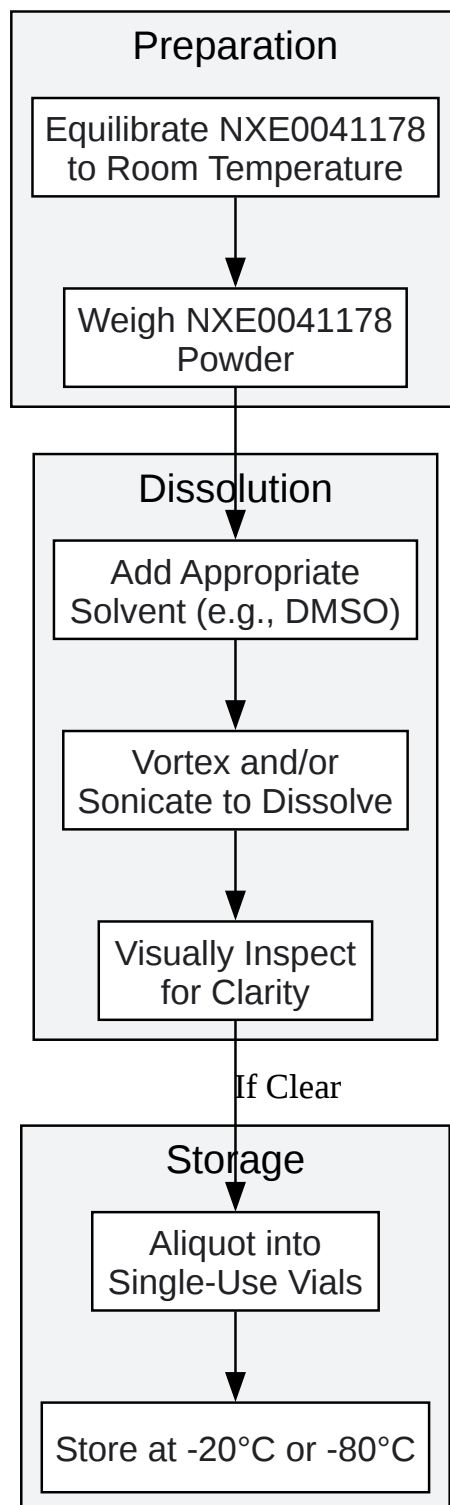 Preparation
Equilibrate NXE0041178
to Room Temperature
Weigh NXE0041178
Powder
Dissolution
Add Appropriate
Solvent (e.g., DMSO)
Vortex and/or
Sonicate to Dissolve
Visually Inspect
for Clarity
If Clear
Storage
Aliquot into
Single-Use Vials
Store at -20°C or -80°C